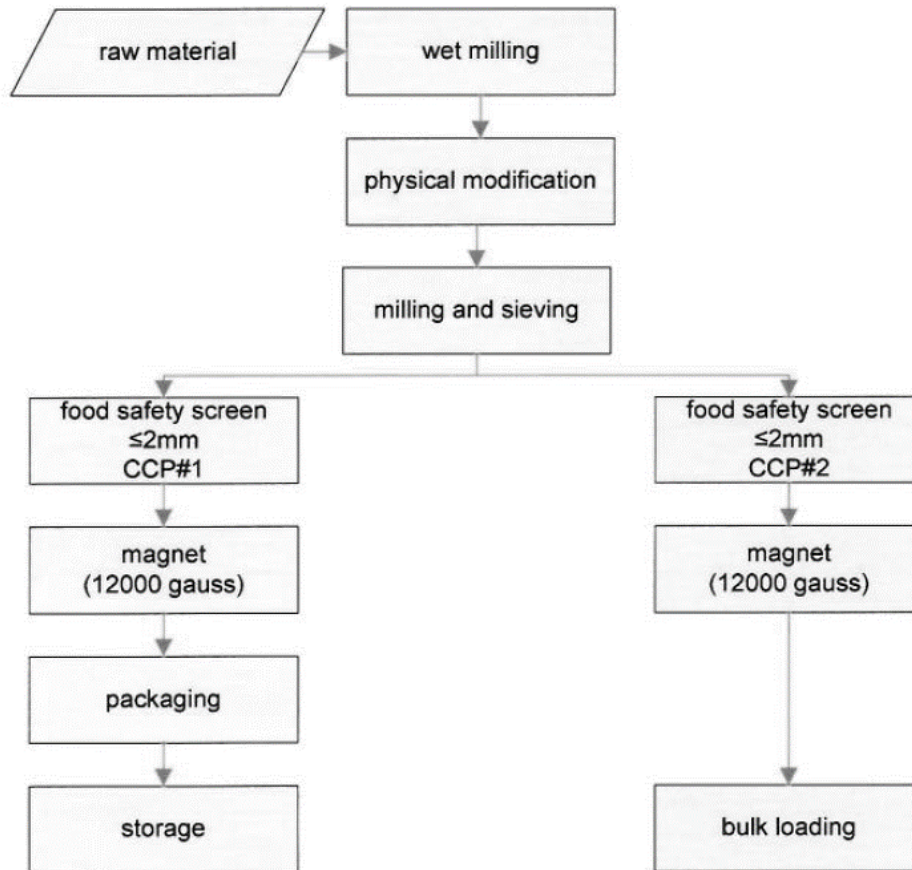 raw material
wet milling
physical modification
milling and sieving
food safety screen
≤2mm
CCP#1
food safety screen
≤2mm
CCP#2
magnet
(12000 gauss)
magnet
(12000 gauss)
packaging
storage
bulk loading